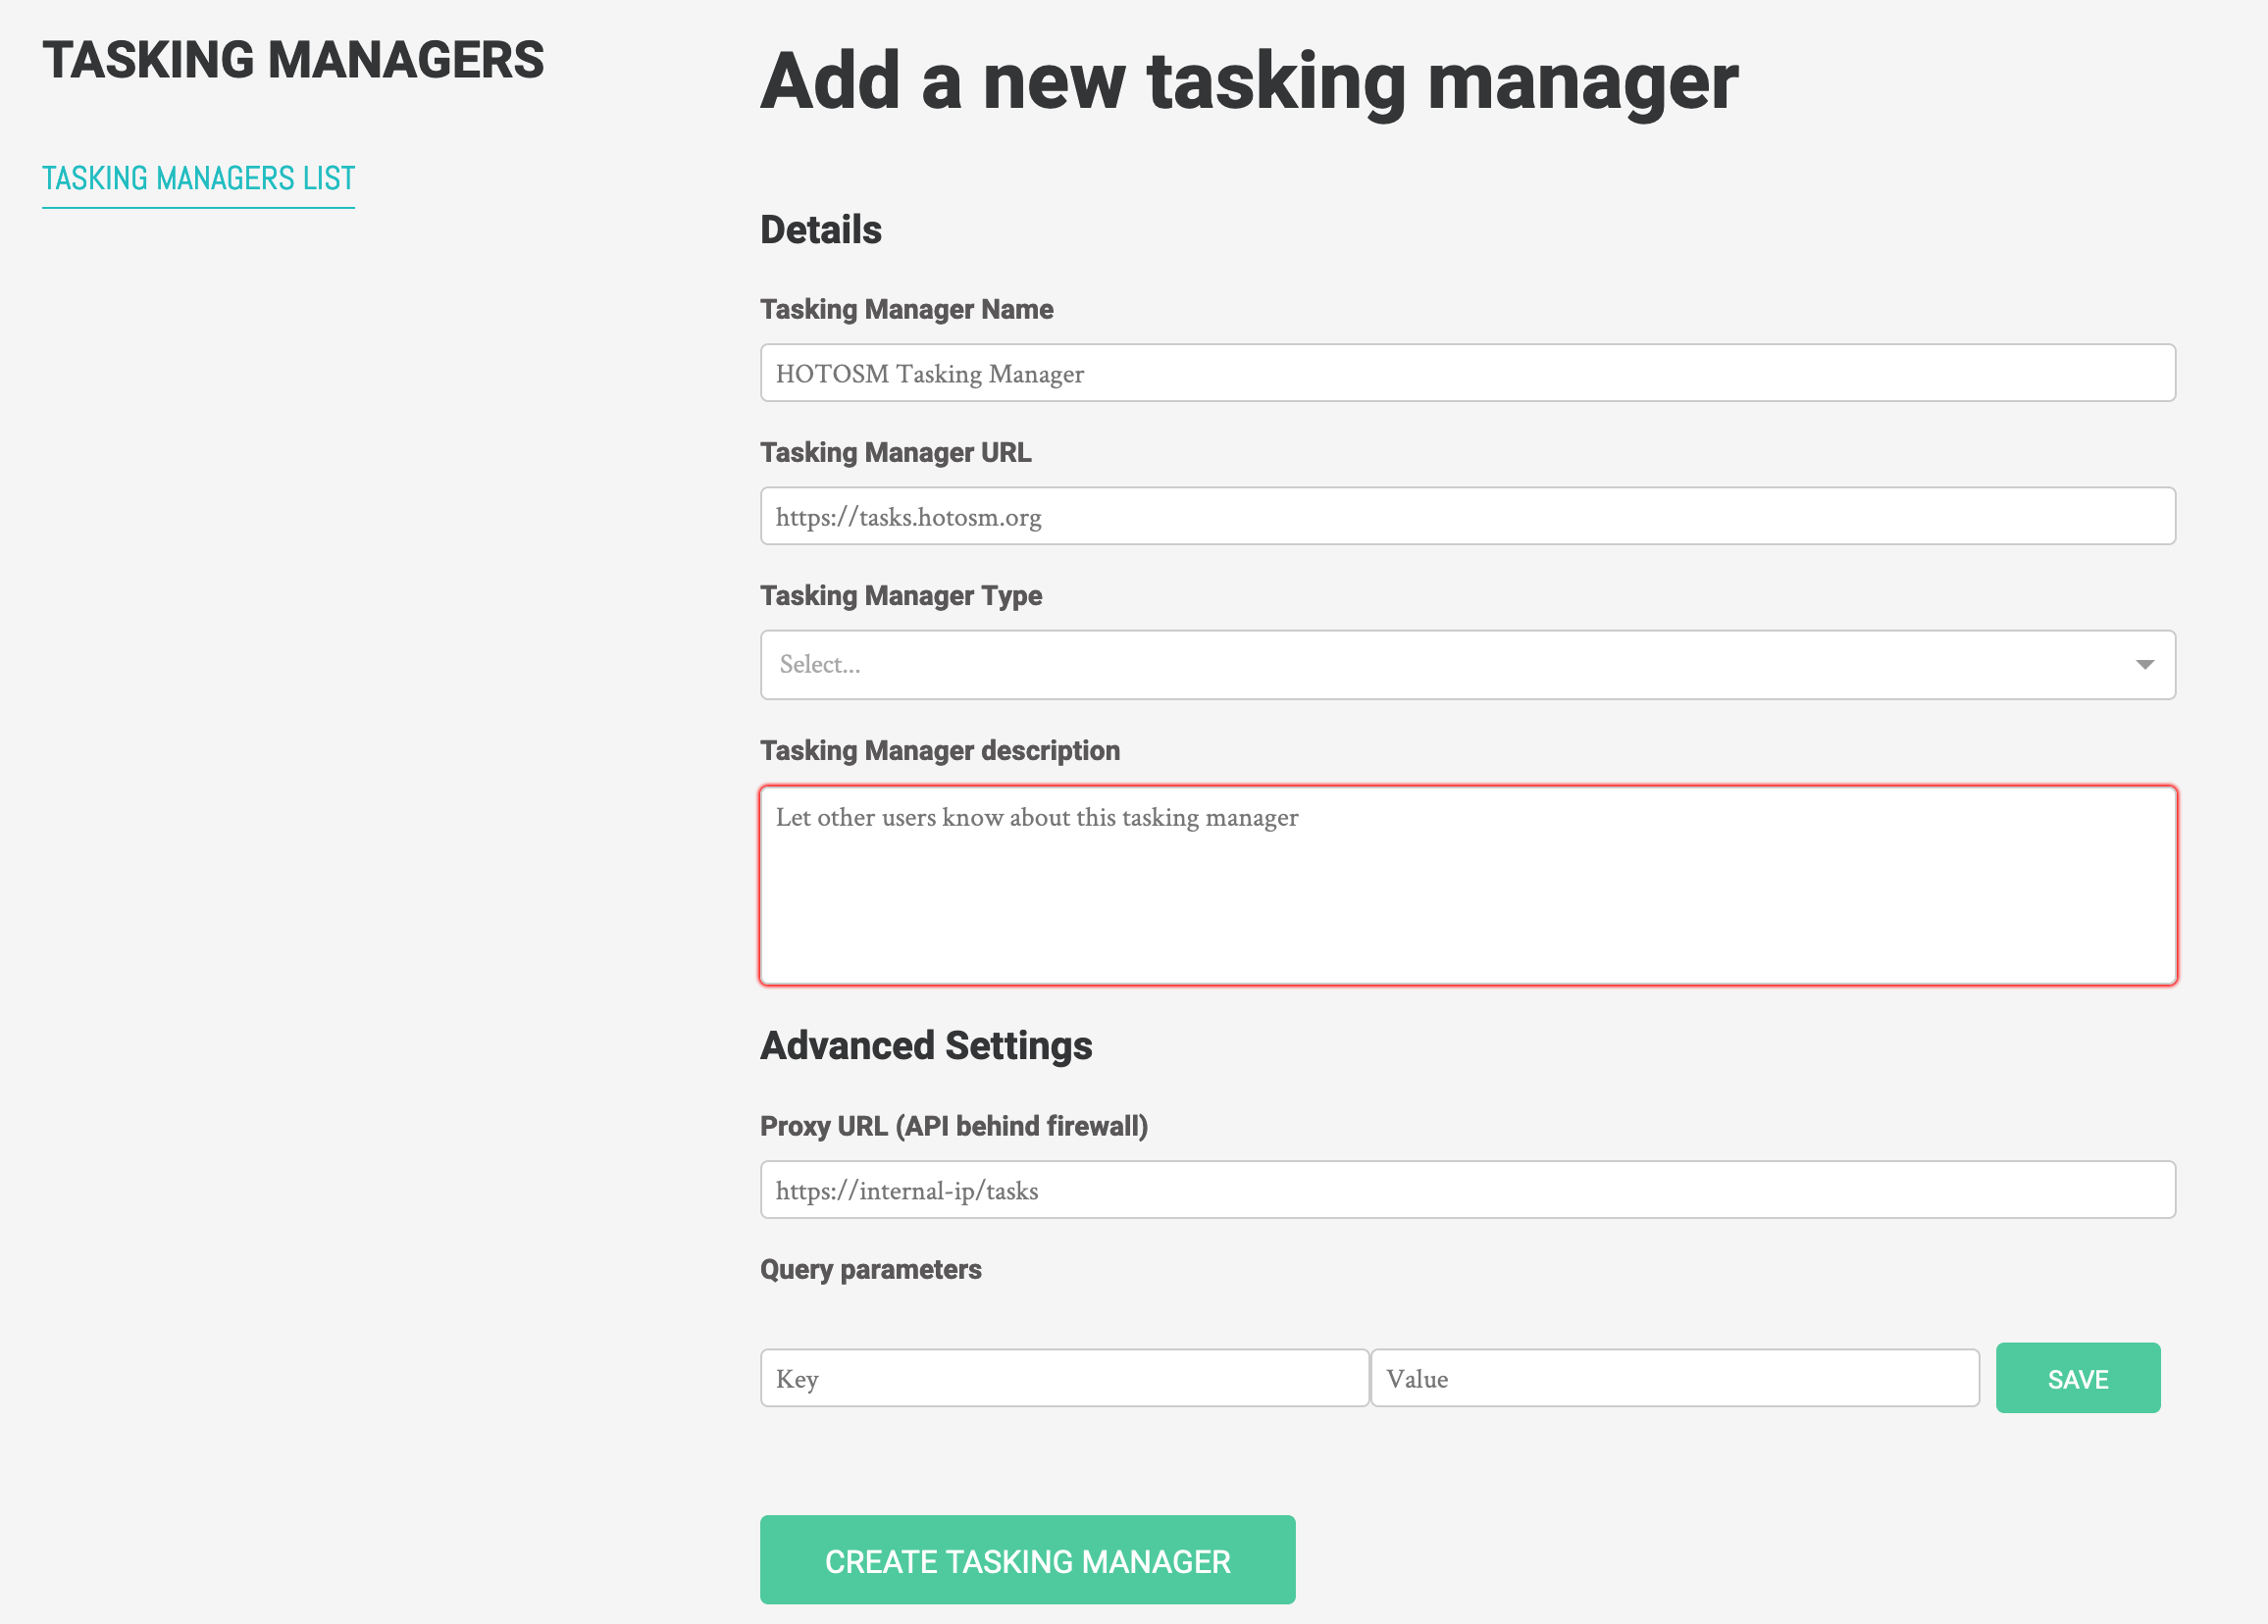 TASKING MANAGERS
TASKING MANAGERS LIST
Add a new tasking manager
Details
Tasking Manager Name
HOTOSM Tasking Manager
Tasking Manager URL
https://tasks.hotosm.org
Tasking Manager Type
Select...
Tasking Manager description
Let other users know about this tasking manager
Advanced Settings
Proxy URL (API behind firewall)
https://internal-ip/tasks
Query parameters
Key Value SAVE
CREATE TASKING MANAGER